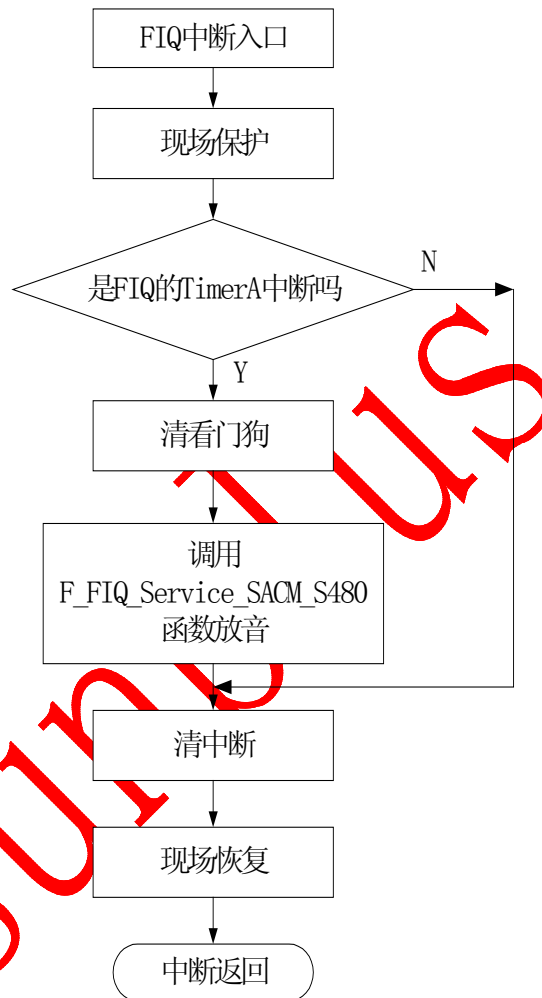 FIQ中断入口
现场保护
是FIQ的TimerA中断吗
N
Y
清看门狗
调用
F_FIQ_Service_SACM_S480
函数放音
清中断
现场恢复
中断返回